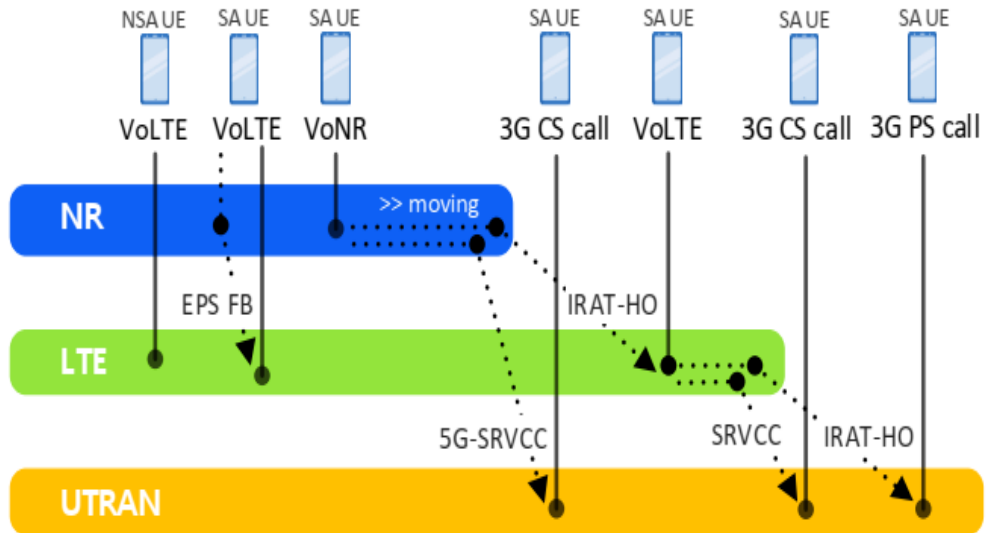 NSA UE SA UE SA UE SA UE SA UE SA UE SA UE
VoLTE VoLTE VoNR 3G CS call VoLTE 3G CS call 3G PS call
>> moving
NR
EPS FB IRAT-HO
LTE
5G-SRVCC SRVCC IRAT-HO
UTRAN